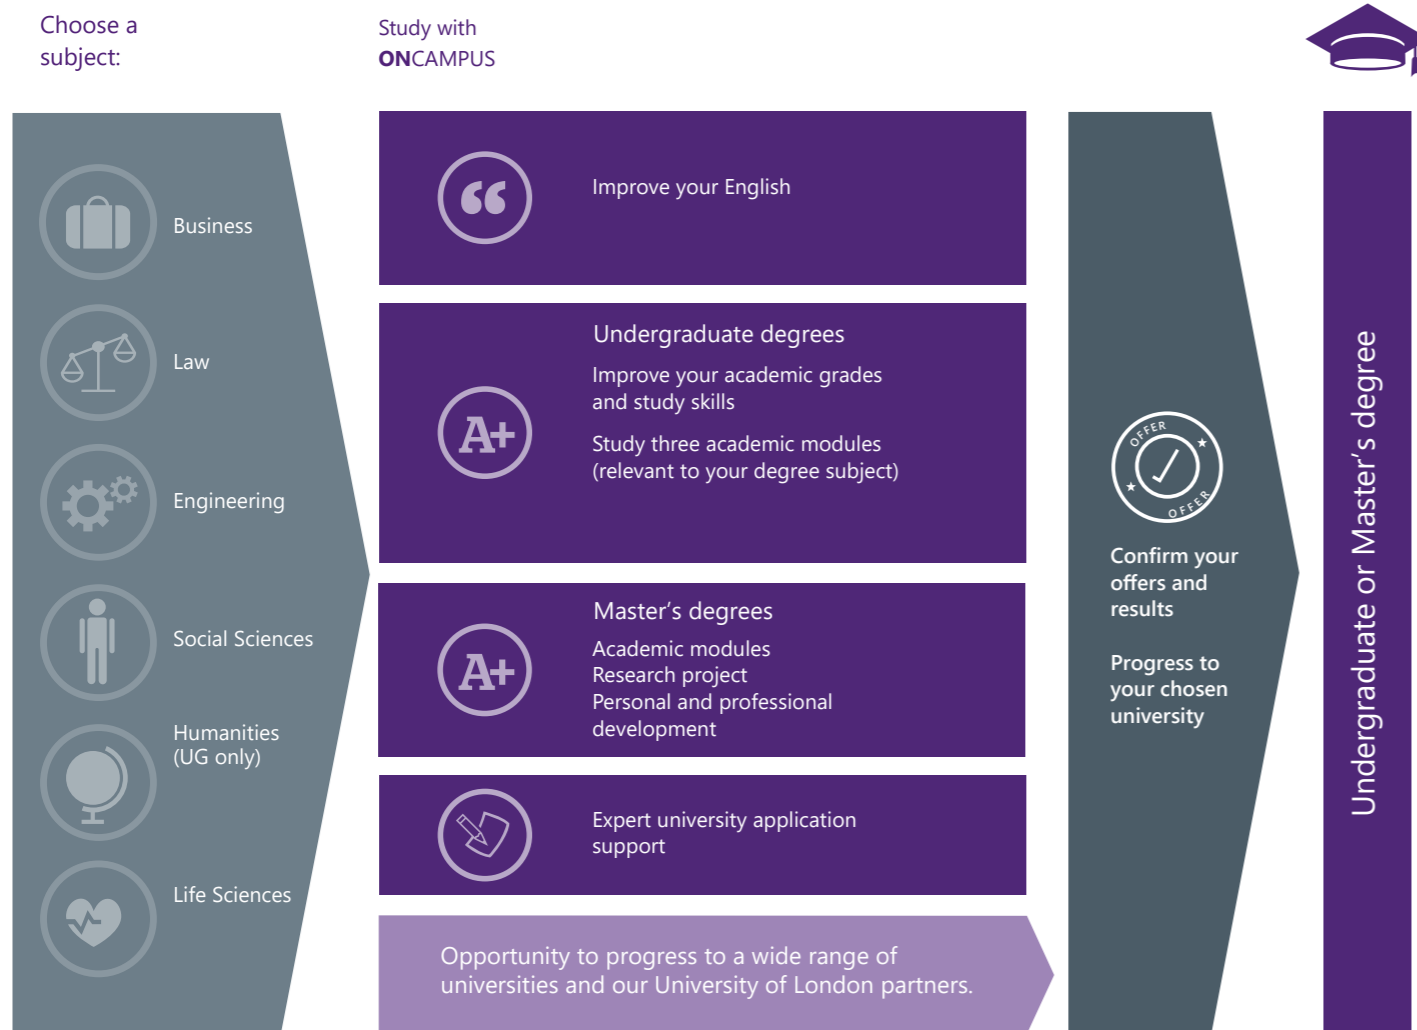 Choose a
subject:
Study with
ONCAMPUS
Business
Law
Engineering
Social Sciences
Humanities
(UG only)
Life Sciences
Improve your English
Undergraduate degrees
Improve your academic grades
and study skills
Study three academic modules
(relevant to your degree subject)
A+
Master's degrees
Academic modules
Research project
Personal and professional
development
A+
Expert university application
support
Opportunity to progress to a wide range of
universities and our University of London partners.
OFFER
OFFER
Confirm your
offers and
results
Progress to
your chosen
university
Undergraduate or Master's degree